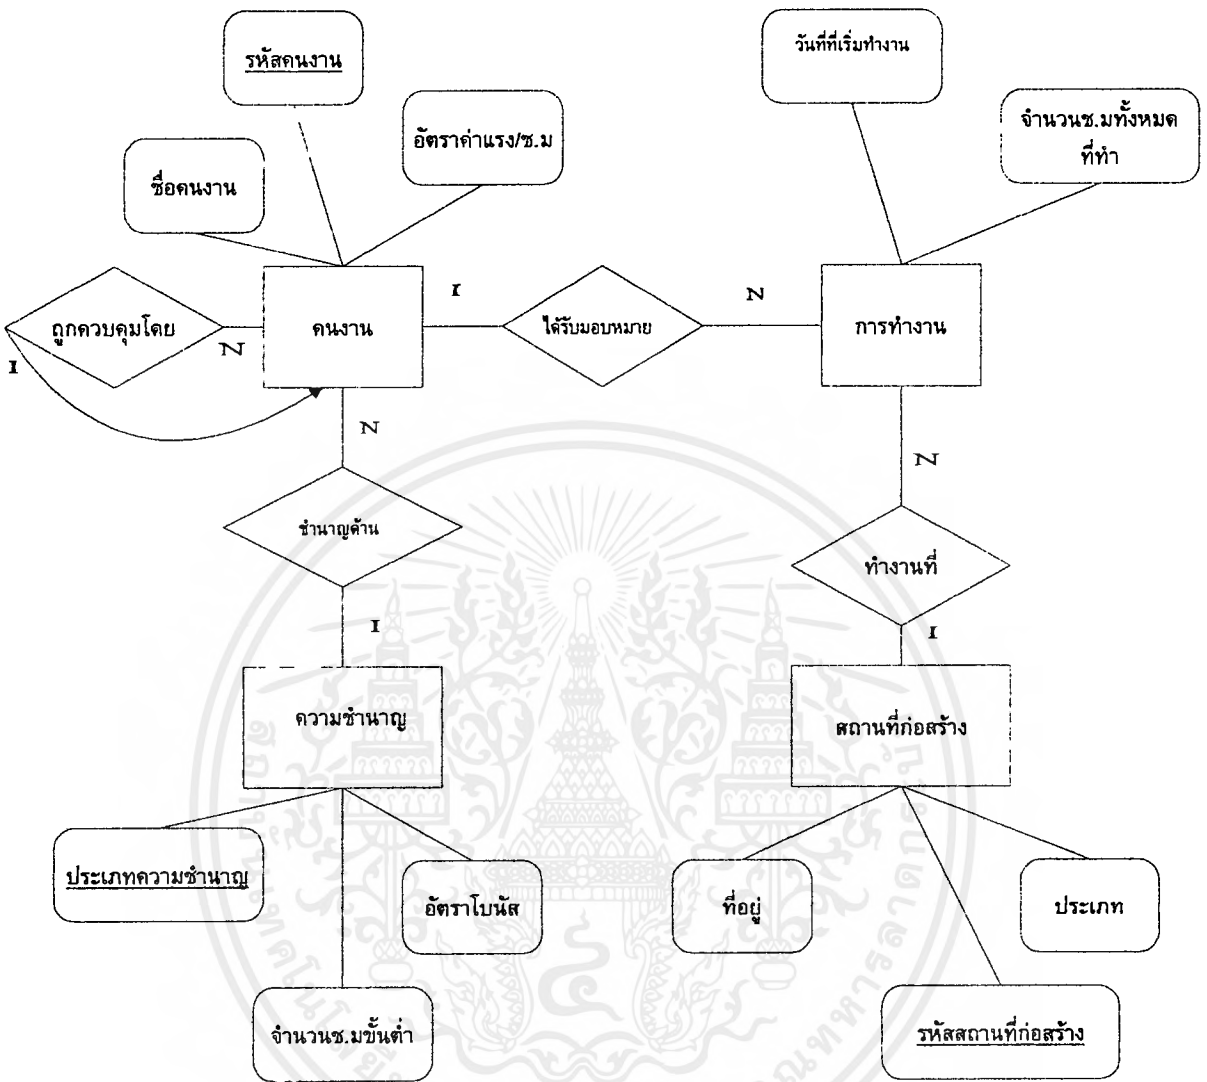 รหัสคนงาน
วันที่ที่เริ่มทำงาน
จำนวนช.มทั้งหมด
ที่ทำ
อัตราค่าแรง/ช.ม
ชื่อคนงาน
ถูกควบคุมโดย
N
1
คนงาน
1
ได้รับมอบหมาย
N
การทำงาน
N
ชำนาญด้าน
1
N
ทำงานที่
1
ความชำนาญ
สถานที่ก่อสร้าง
ประเภทความชำนาญ
อัตราโบนัส
จำนวนช.มขั้นต่ำ
ที่อยู่
ประเภท
รหัสสถานที่ก่อสร้าง